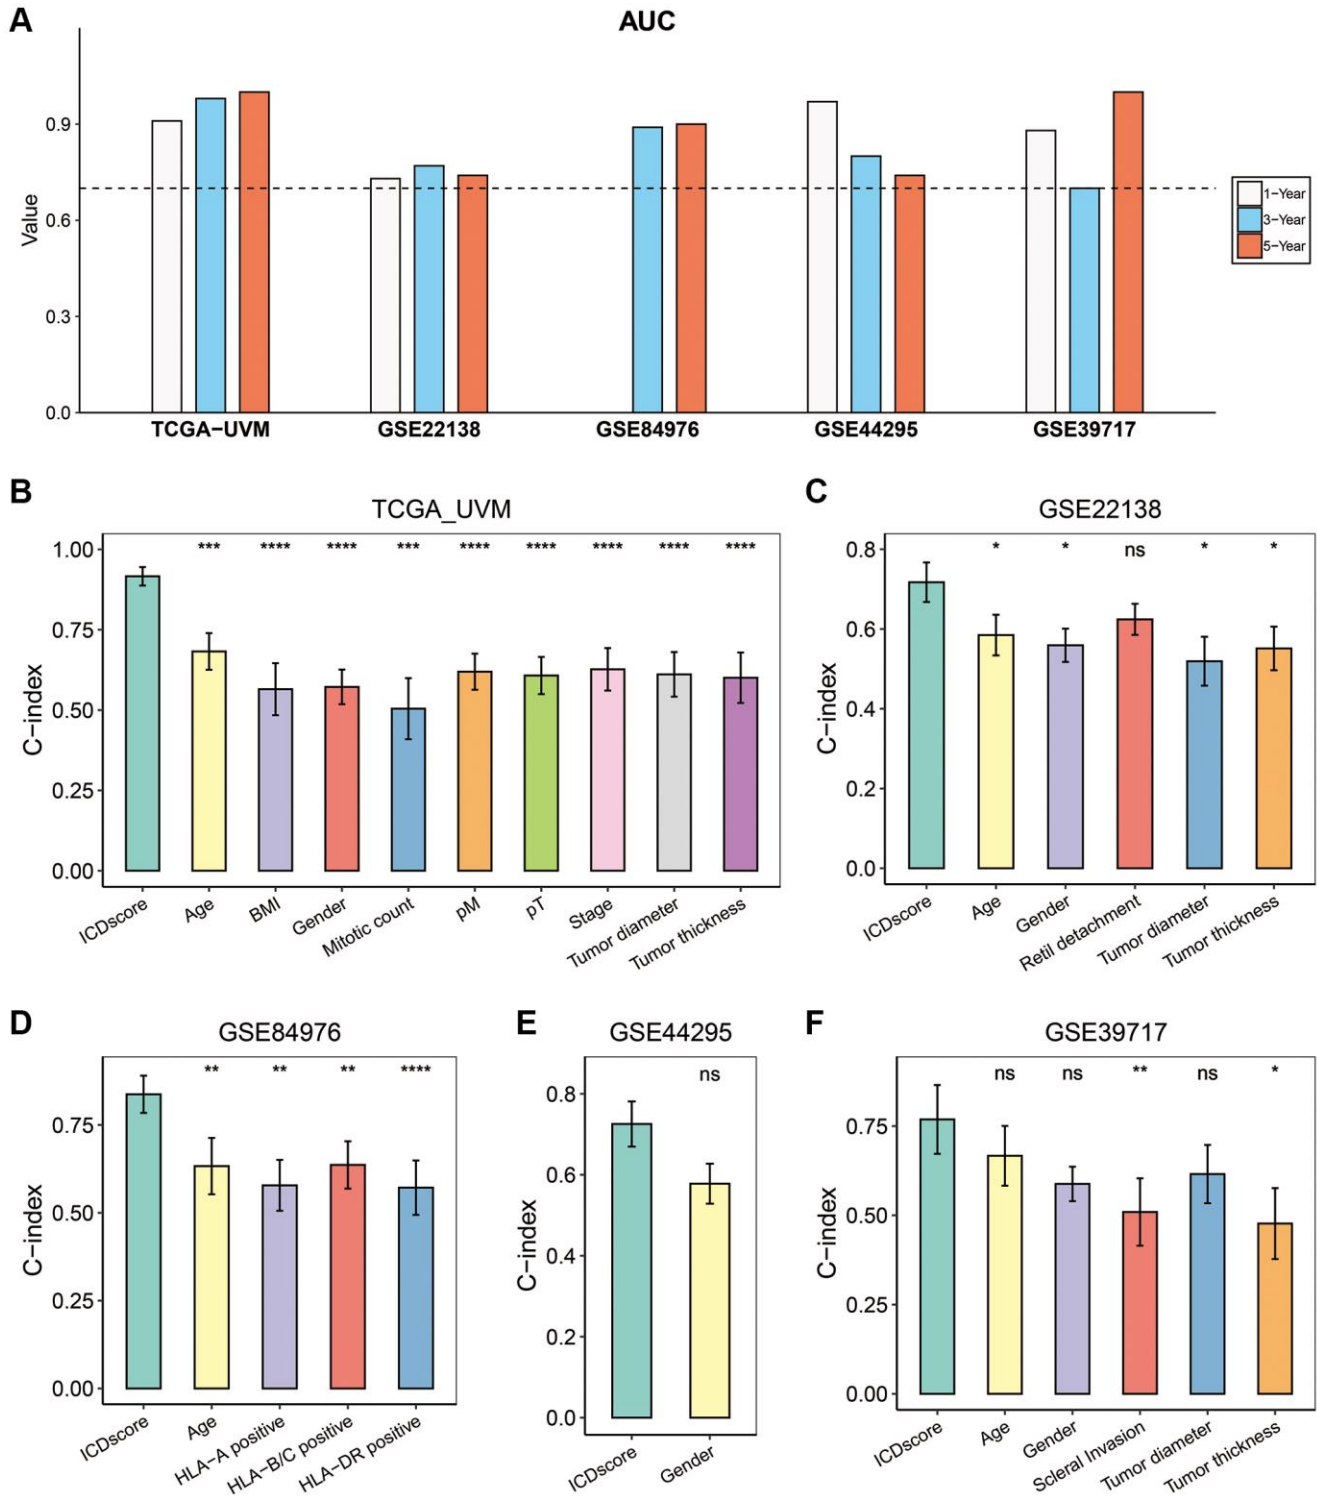 A
AUC
Value
0.9
0.6
0.3
0.0
TCGA−UVM GSE22138 GSE84976 GSE44295 GSE39717
1−Year
3−Year
5−Year
B
TCGA_UVM
C−index
1.00
0.75
0.50
0.25
0.00
*** **** **** *** **** **** **** **** ****
ICDscore Age BMI Gender Mitotic count pM pT Stage Tumor diameter Tumor thickness
C
GSE22138
C−index
0.8
0.6
0.4
0.2
0.0
* * ns * *
ICDscore Age Gender Retil detachment Tumor diameter Tumor thickness
D
GSE84976
C−index
0.75
0.50
0.25
0.00
** ** ** ****
ICDscore Age HLA−A positive HLA−B/C positive HLA−DR positive
E
GSE44295
C−index
0.8
0.6
0.4
0.2
0.0
ns
ICDscore Gender
F
GSE39717
C−index
0.75
0.50
0.25
0.00
ns ns ** ns *
ICDscore Age Gender Scleral Invasion Tumor diameter Tumor thickness